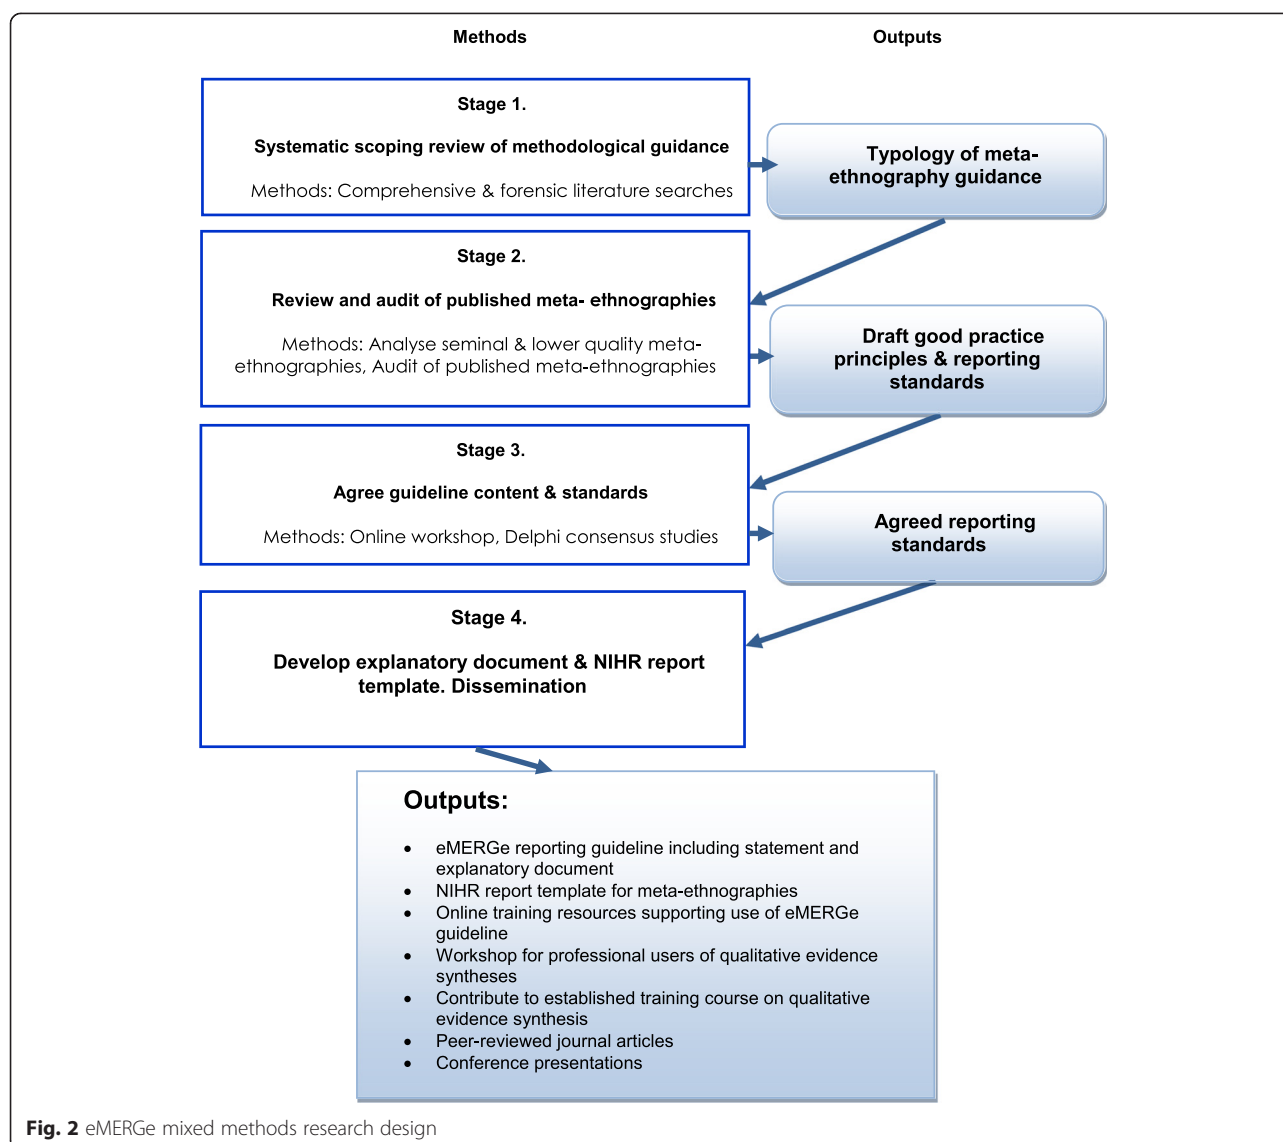 Methods
Outputs
Stage 1.
Systematic scoping review of methodological guidance
Methods: Comprehensive & forensic literature searches
Typology of meta-
ethnography guidance
Stage 2.
Review and audit of published meta- ethnographies
Methods: Analyse seminal & lower quality meta-
ethnographies, Audit of published meta-ethnographies
Draft good practice
principles & reporting
standards
Stage 3.
Agree guideline content & standards
Methods: Online workshop, Delphi consensus studies
Agreed reporting
standards
Stage 4.
Develop explanatory document & NIHR report
template. Dissemination
Outputs:
• eMERGe reporting guideline including statement and
explanatory document
• NIHR report template for meta-ethnographies
• Online training resources supporting use of eMERGe
guideline
• Workshop for professional users of qualitative evidence
syntheses
• Contribute to established training course on qualitative
evidence synthesis
• Peer-reviewed journal articles
• Conference presentations
Fig. 2 eMERGe mixed methods research design